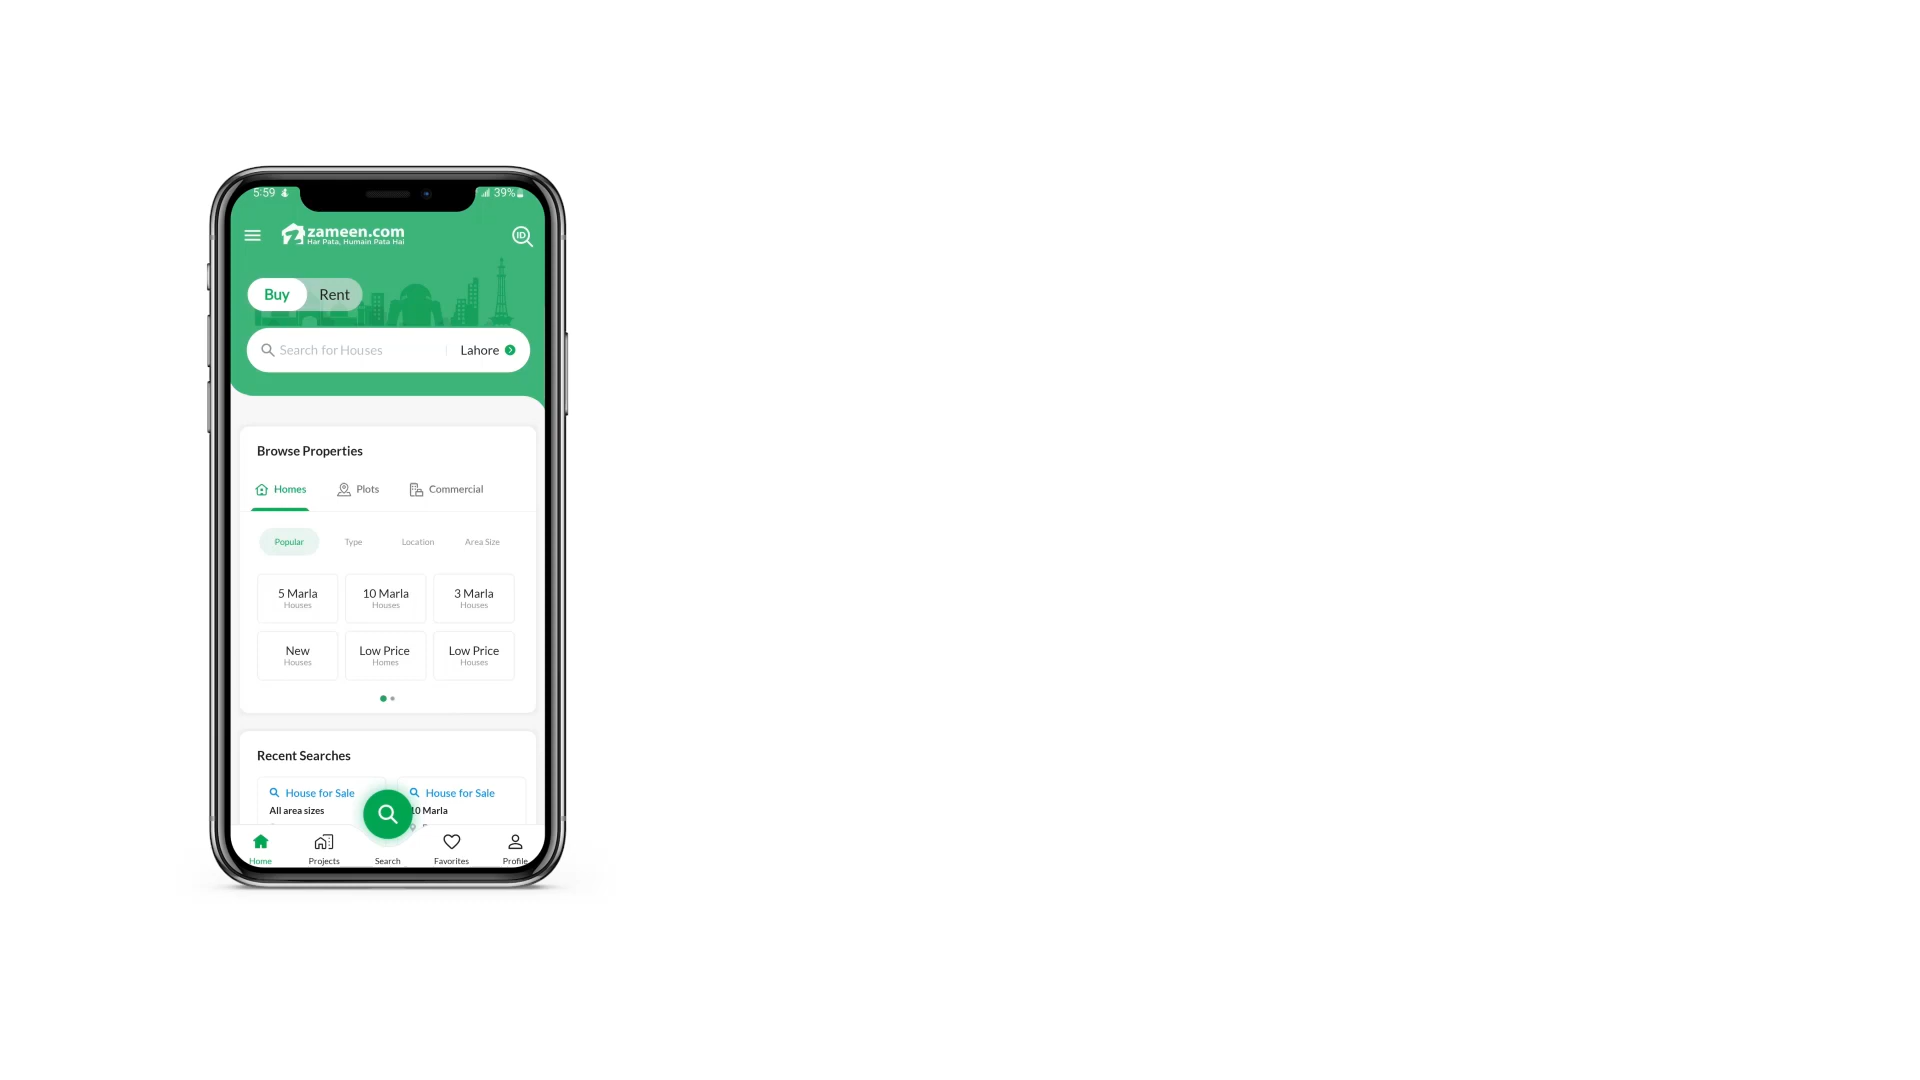 5:59
39%
zameen.com
Har Pata, Humain Pata Hai
ID
Buy Rent
Search for Houses Lahore
Browse Properties
Homes Plots Commercial
Popular Type Location Area Size
5 Marla 10 Marla 3 Marla
Houses Houses Houses
New Low Price Low Price
Houses Homes Houses
Recent Searches
House for Sale House for Sale
All area sizes 10 Marla
Home Projects Search Favorites Profile